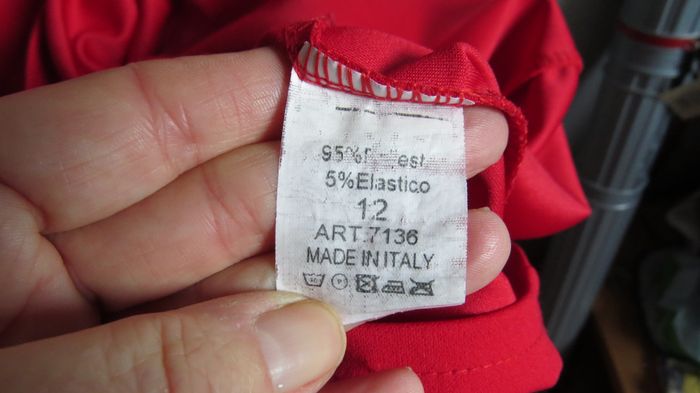 95%
5%Elastico
12
ART.7136
MADE IN ITALY